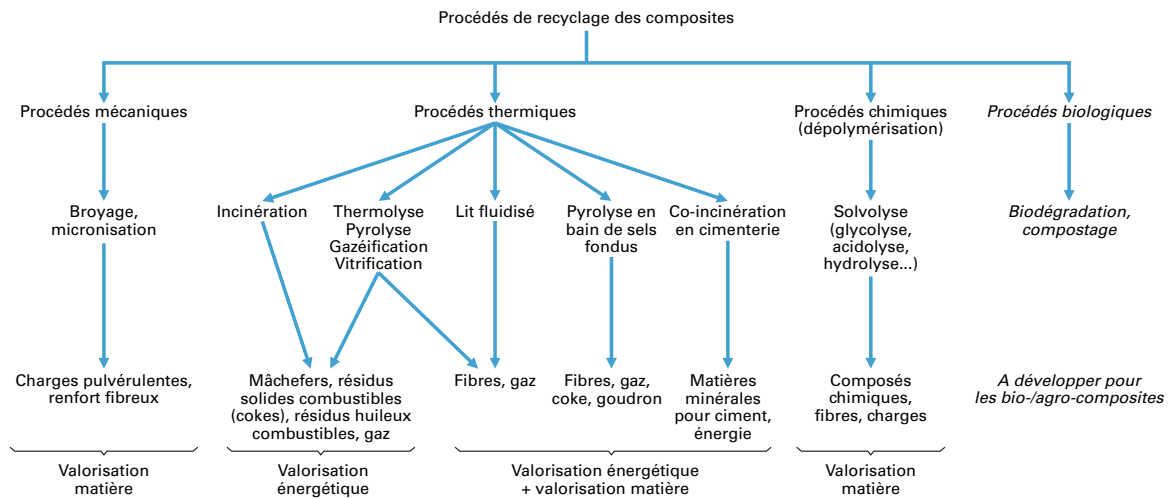 Procédés de recyclage des composites
Procédés mécaniques
Procédés thermiques
Procédés chimiques
(dépolymérisation)
Procédés biologiques
Broyage,
micronisation
Incinération
Thermolyse
Pyrolyse
Gazéification
Vitrification
Lit fluidisé
Pyrolyse en
bain de sels
fondus
Co-incinération
en cimenterie
Solvolyse
(glycolyse,
acidolyse,
hydrolyse...)
Biodégradation,
compostage
Charges pulvérulentes,
renfort fibreux
Mâchefers, résidus
solides combustibles
(cokes), résidus huileux
combustibles, gaz
Fibres, gaz
Fibres, gaz,
coke, goudron
Matières
minérales
pour ciment,
énergie
Composés
chimiques,
fibres, charges
A développer pour
les bio-/agro-composites
Valorisation
matière
Valorisation
énergétique
Valorisation énergétique
+ valorisation matière
Valorisation
matière